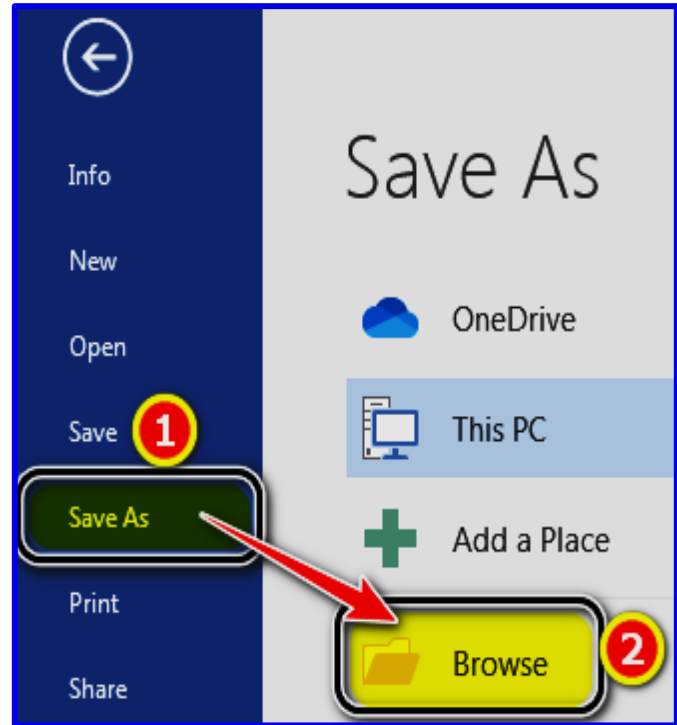 Info
New
Open
Save 1
Save As
Print
Share
Save As
OneDrive
This PC
Add a Place
Browse 2